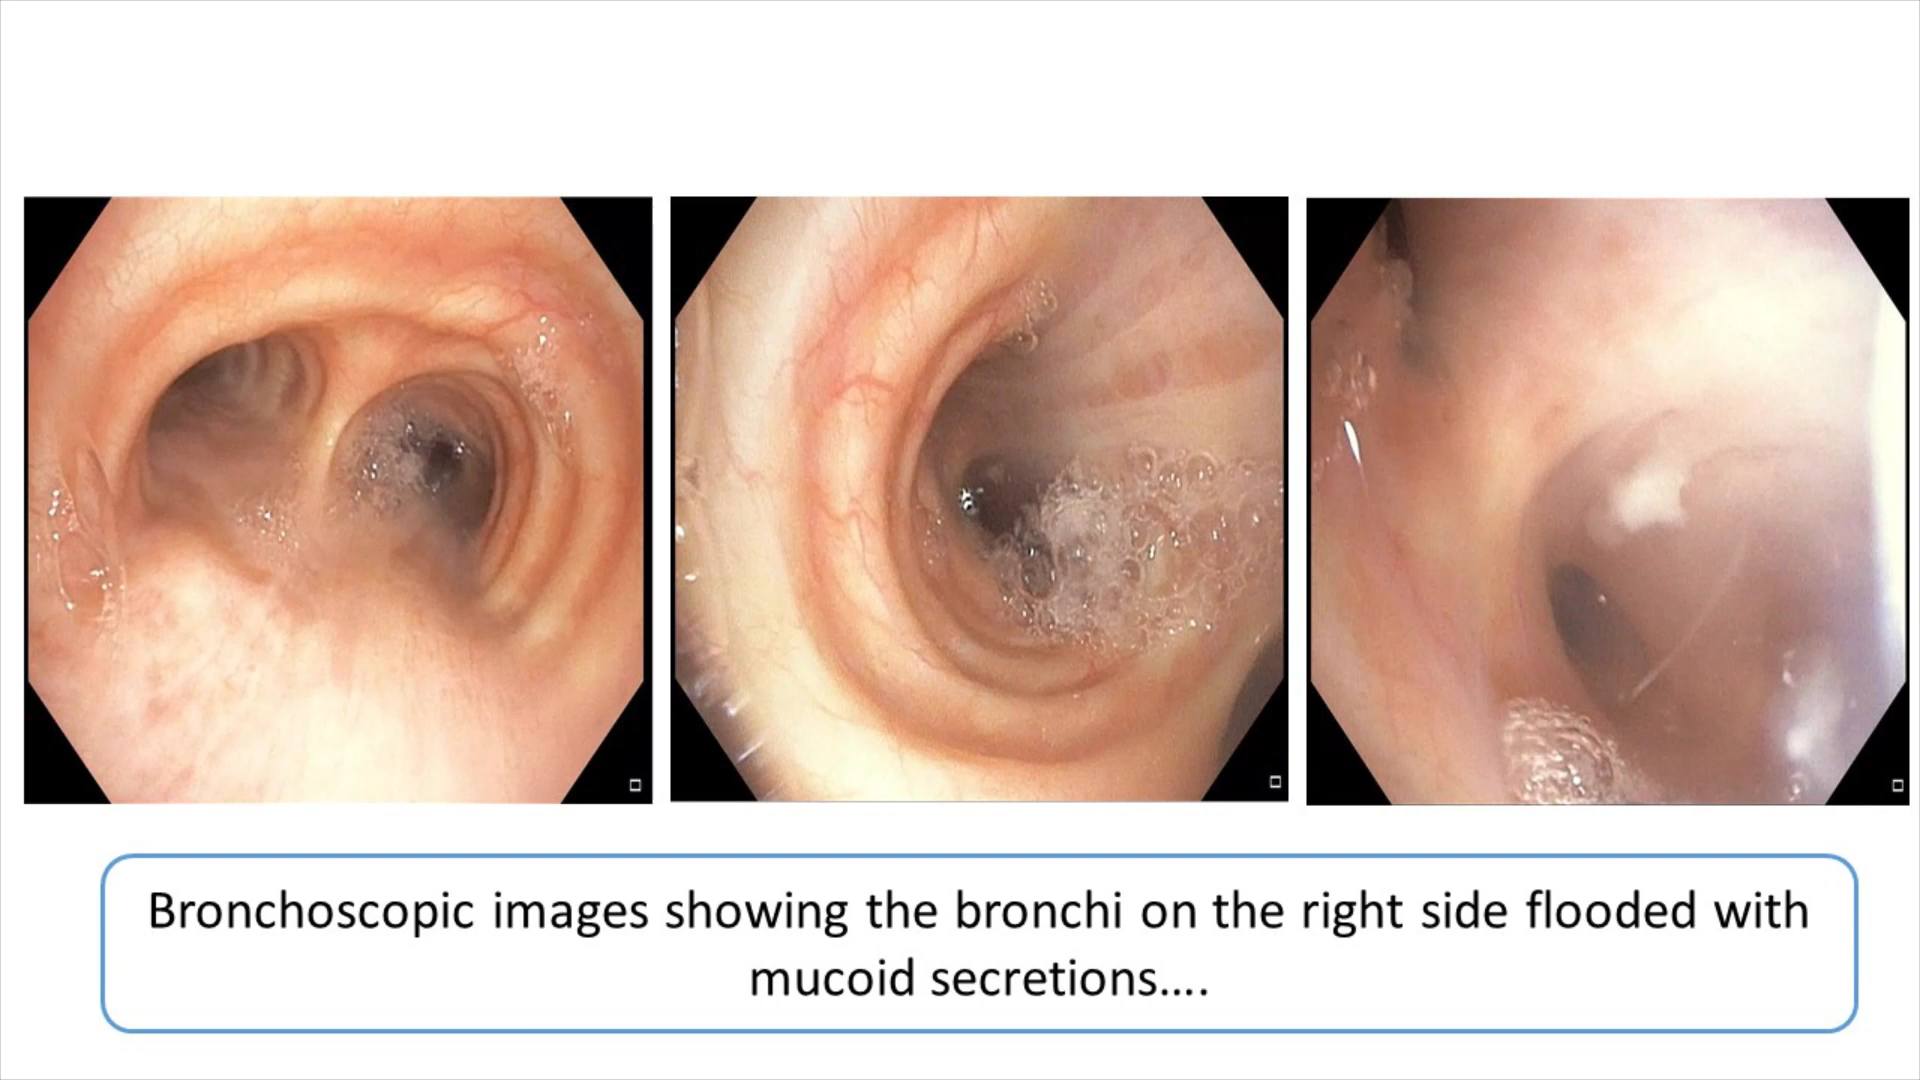 Bronchoscopic images showing the bronchi on the right side flooded with
mucoid secretions....